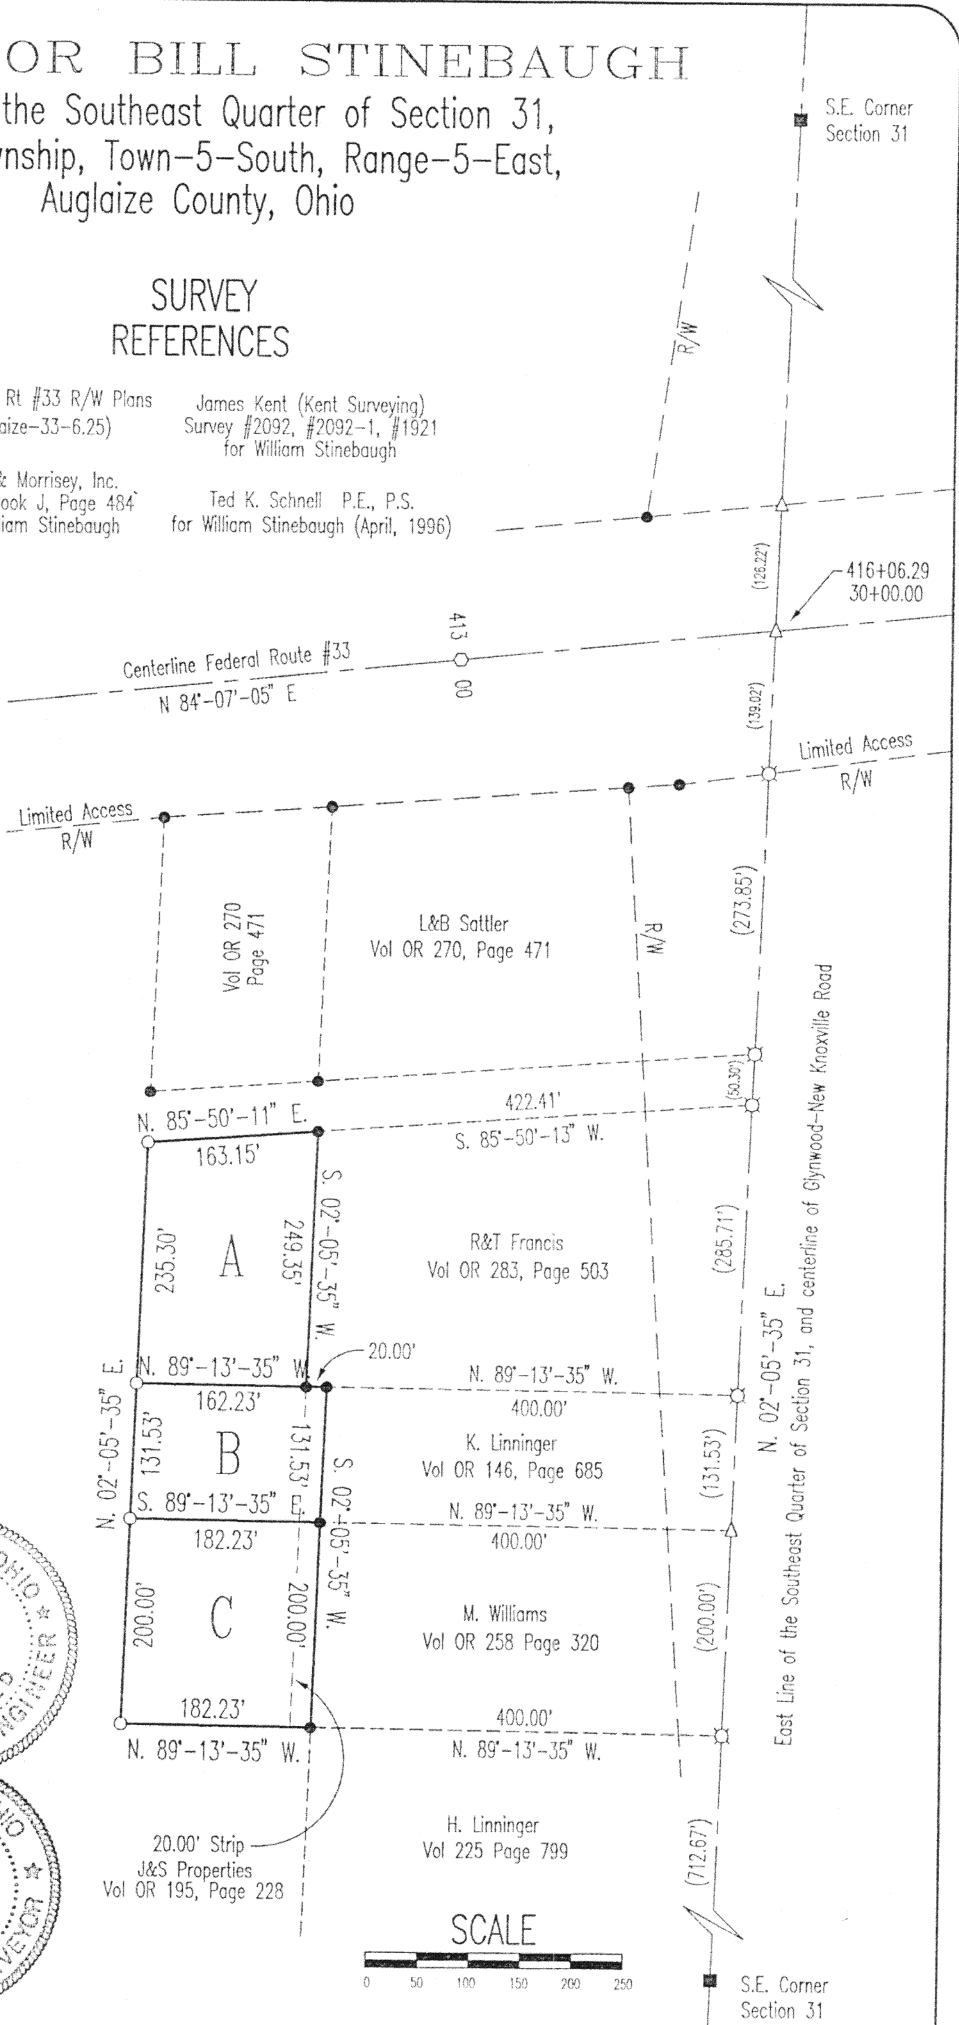 OR BILL STINEBAUGH
the Southeast Quarter of Section 31,
nship, Town-5-South, Range-5-East,
Auglaize County, Ohio
S.E. Corner
Section 31
SURVEY
REFERENCES
Rt #33 R/W Plans
aize-33-6.25)
James Kent (Kent Surveying)
Survey #2092, #2092-1, #1921
for William Stinebaugh
& Morrisey, Inc.
ook J, Page 484
iam Stinebaugh
Ted K. Schnell P.E., P.S.
for William Stinebaugh (April, 1996)
R/W
(126.22')
416+06.29
30+00.00
413
00
Centerline Federal Route #33
N 84°-07'-05" E
(139.02')
Limited Access
R/W
Limited Access
R/W
Vol OR 270
Page 471
L&B Sattler
Vol OR 270, Page 471
R/W
(273.85')
(50.30')
N. 85°-50'-11" E.
163.15'
422.41'
S. 85°-50'-13" W.
235.30'
A
249.35'
S. 02°-05'-35" W.
R&T Francis
Vol OR 283, Page 503
(285.71')
N. 02°-05'-35" E.
East Line of the Southeast Quarter of Section 31, and centerline of Glynwood-New Knoxville Road
N. 89°-13'-35" W.
162.23'
20.00'
N. 89°-13'-35" W.
400.00'
N. 02°-05'-35" E.
131.53'
B
131.53'
S. 02°-05'-35" W.
K. Linninger
Vol OR 146, Page 685
(131.53')
S. 89°-13'-35" E.
182.23'
N. 89°-13'-35" W.
400.00'
200.00'
C
200.00'
M. Williams
Vol OR 258 Page 320
(200.00')
182.23'
N. 89°-13'-35" W.
400.00'
N. 89°-13'-35" W.
20.00' Strip
J&S Properties
Vol OR 195, Page 228
H. Linninger
Vol 225 Page 799
(712.67')
OHIO
NGINEER
VEYOR
SCALE
0 50 100 150 200 250
S.E. Corner
Section 31